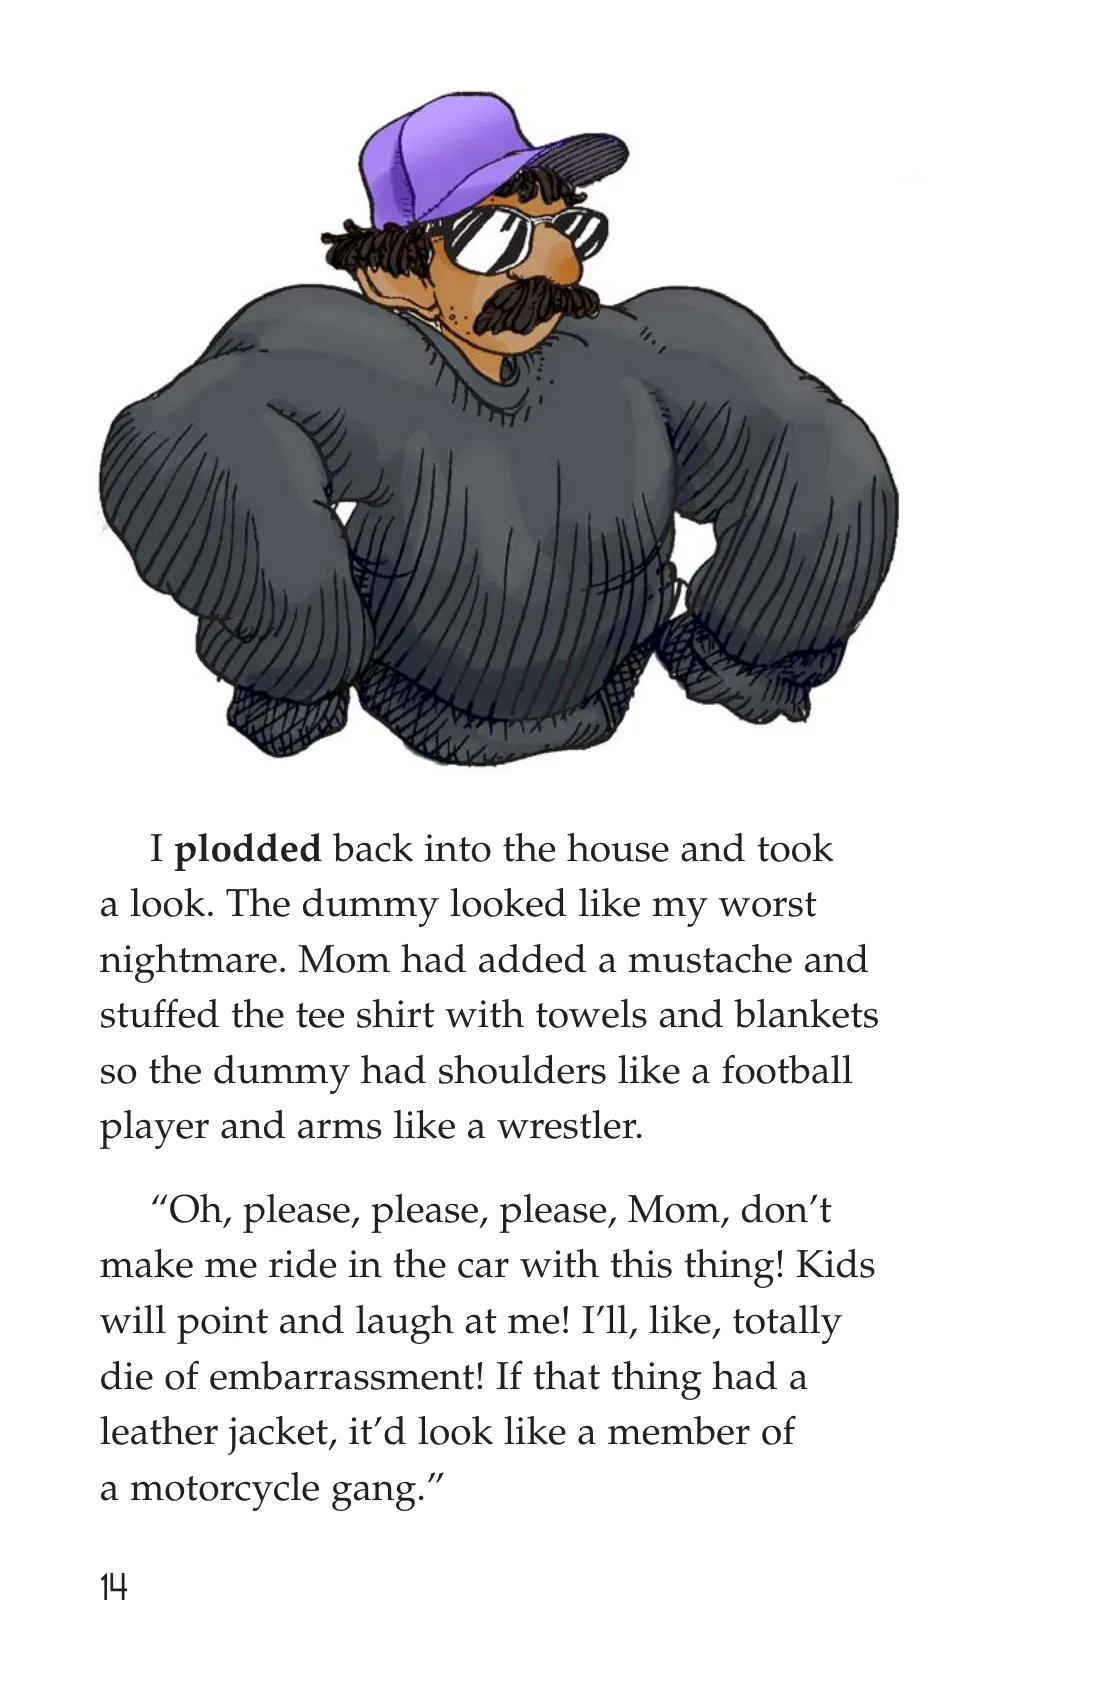 I plodded back into the house and took
a look. The dummy looked like my worst
nightmare. Mom had added a mustache and
stuffed the tee shirt with towels and blankets
so the dummy had shoulders like a football
player and arms like a wrestler.
“Oh, please, please, please, Mom, don’t
make me ride in the car with this thing! Kids
will point and laugh at me! I’ll, like, totally
die of embarrassment! If that thing had a
leather jacket, it’d look like a member of
a motorcycle gang.”
14